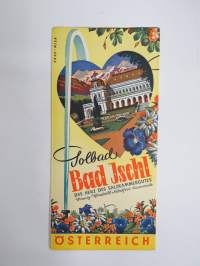 Solbad
Bad Ischl
DAS HERZ DES SALZKAMMERGUTES
ÖSTERREICH